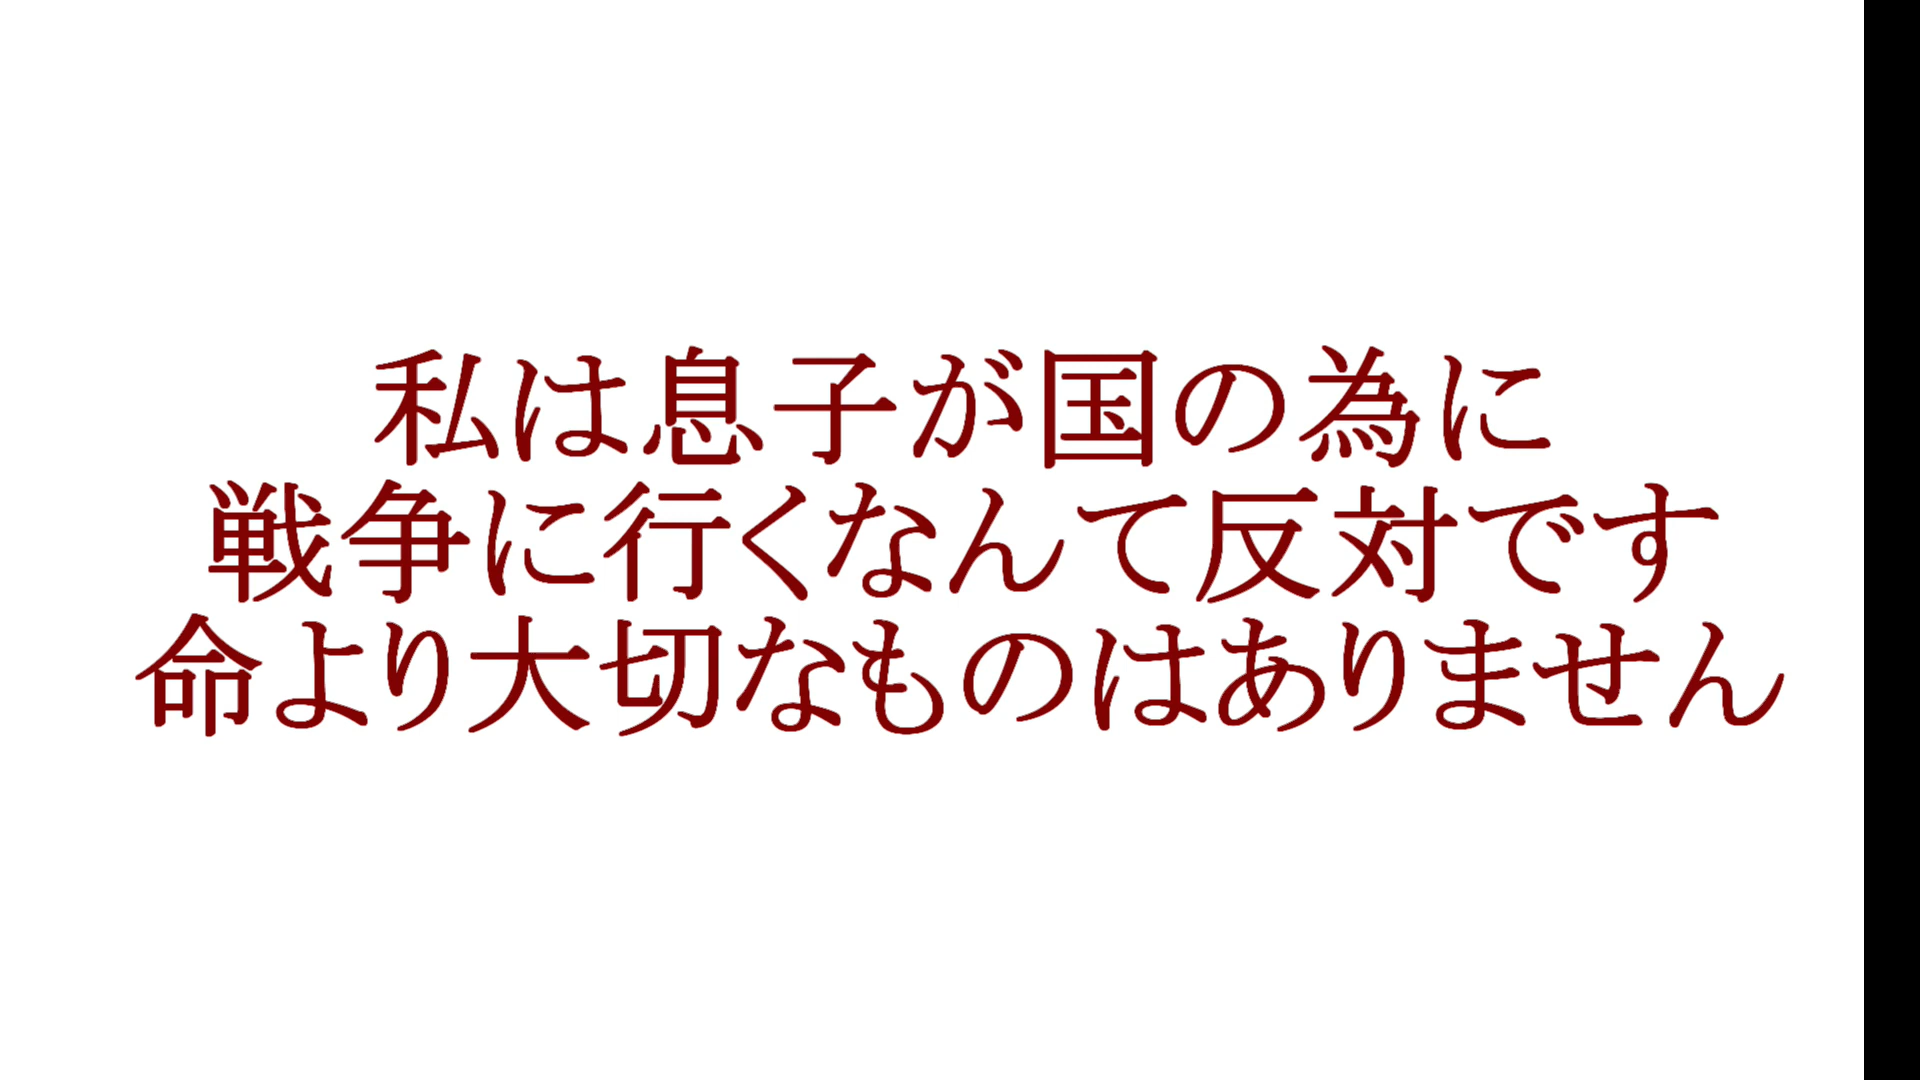 私は息子が国の為に
戦争に行くなんて反対です
命より大切なものはありません